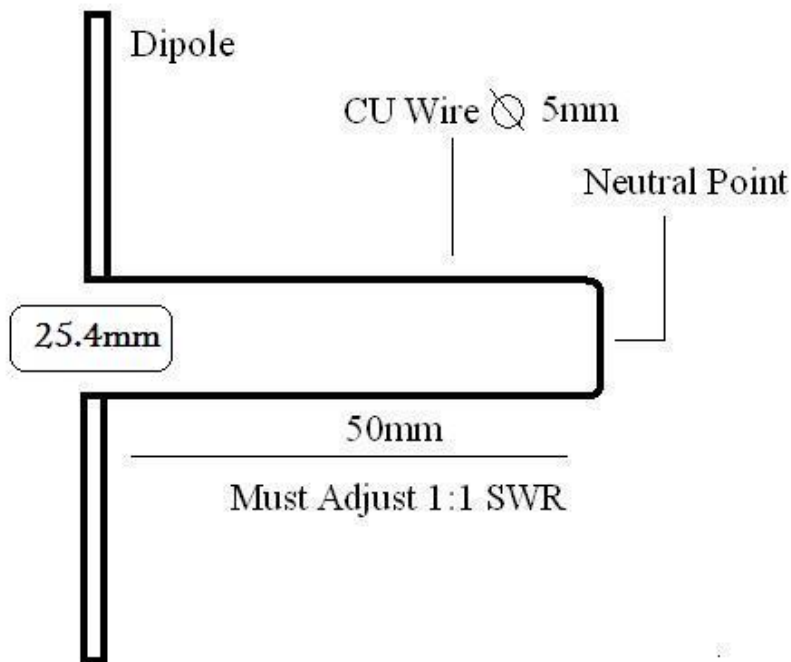 Dipole
CU Wire ∅ 5mm
Neutral Point
25.4mm
50mm
Must Adjust 1:1 SWR